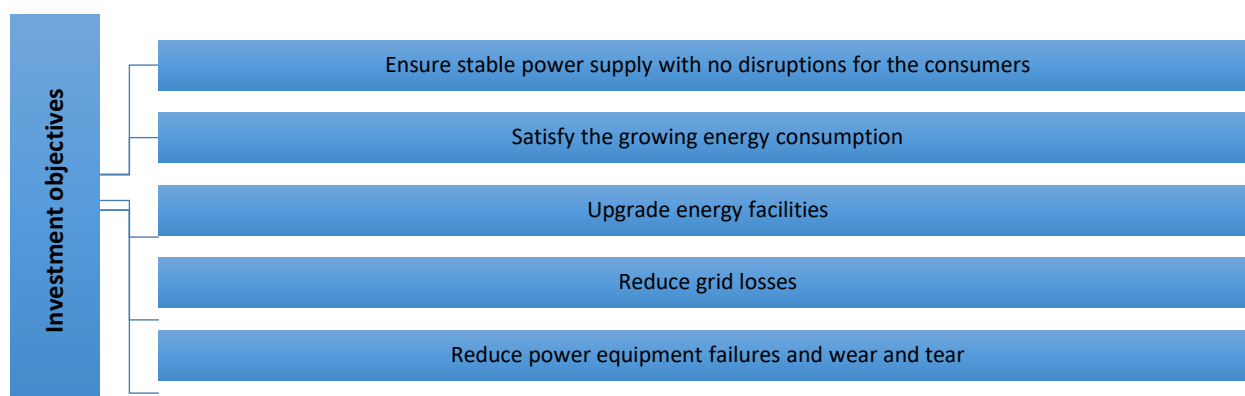 Investment objectives
Ensure stable power supply with no disruptions for the consumers
Satisfy the growing energy consumption
Upgrade energy facilities
Reduce grid losses
Reduce power equipment failures and wear and tear